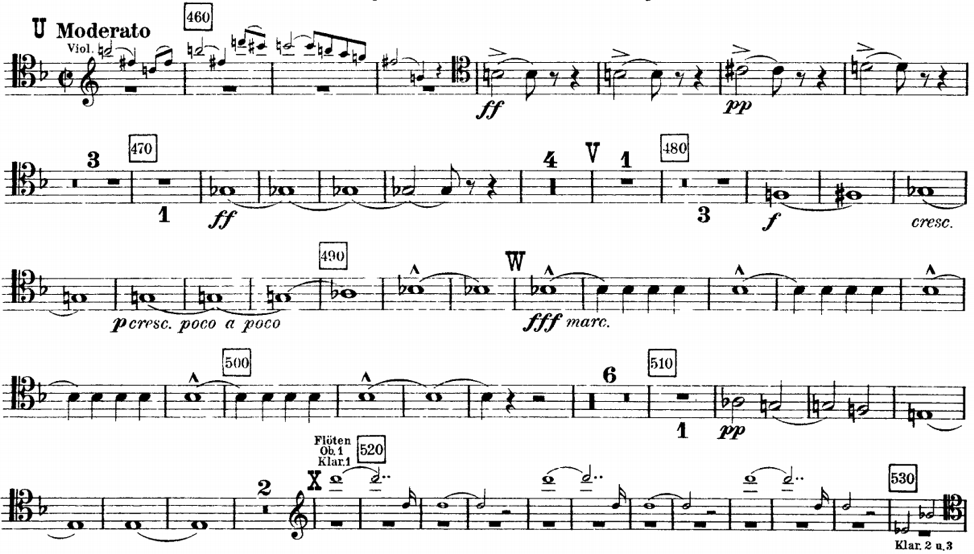 U Moderato 460
Viol.
ff pp
3 470 4 V 1 480
1 ff 3 f cresc.
490 W
p cresc. poco a poco fff marc.
500 6 510
1 pp
2 X Flöten 520 530
Ob. 1
Klar. 1
Klar. 2 u. 3